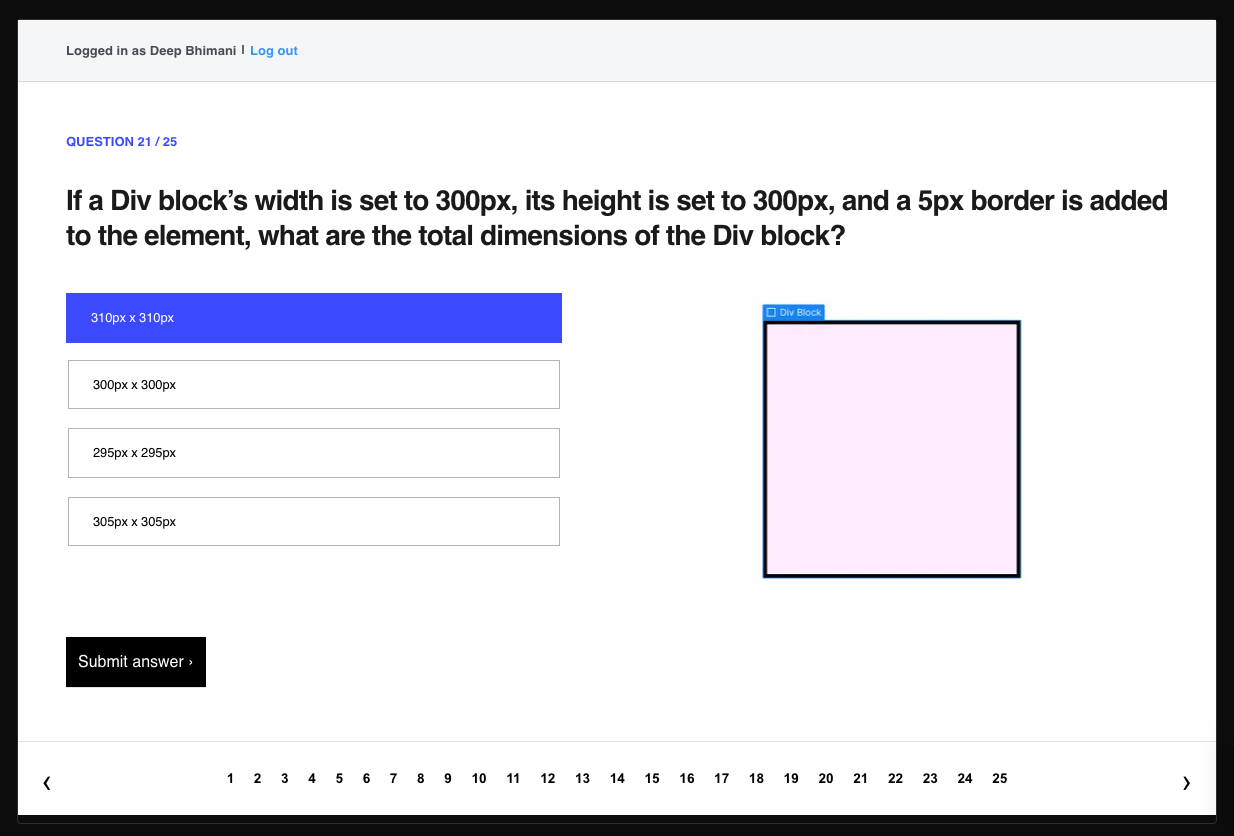 Logged in as Deep Bhimani | Log out
QUESTION 21 / 25
If a Div block’s width is set to 300px, its height is set to 300px, and a 5px border is added
to the element, what are the total dimensions of the Div block?
310px x 310px
300px x 300px
295px x 295px
305px x 305px
Div Block
Submit answer ›
❮ 1 2 3 4 5 6 7 8 9 10 11 12 13 14 15 16 17 18 19 20 21 22 23 24 25 ❯